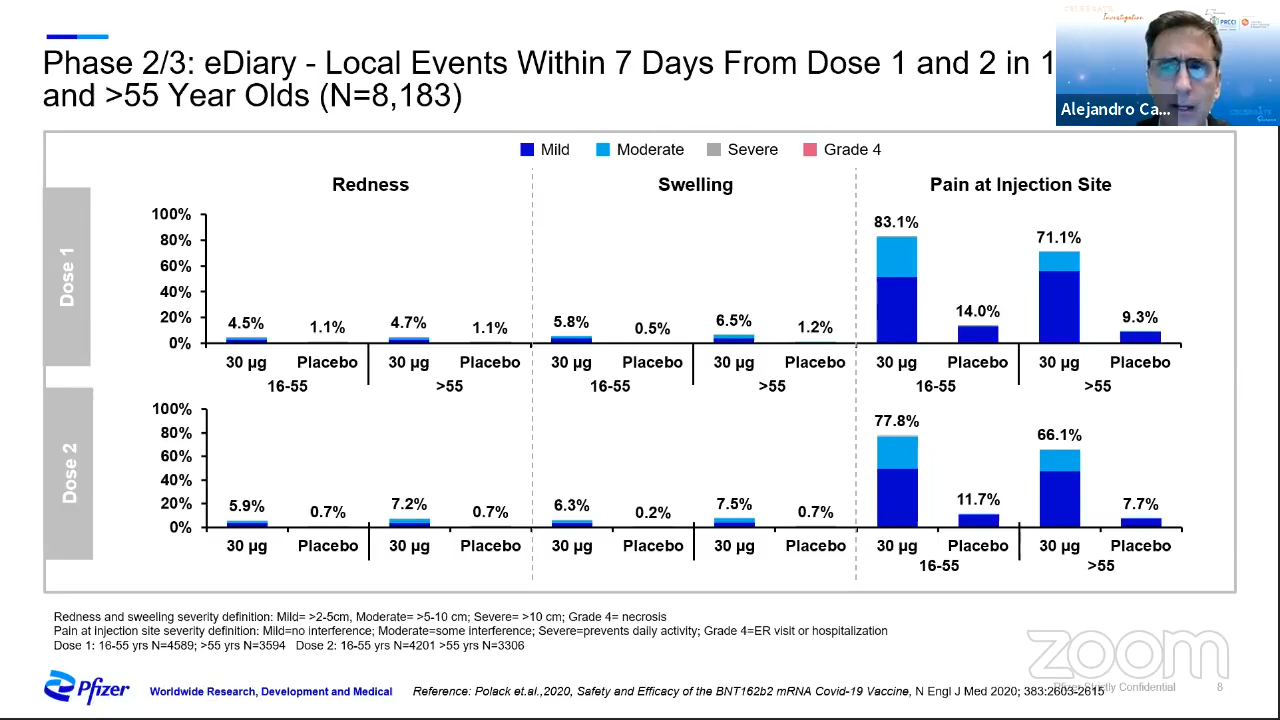 Phase 2/3: eDiary - Local Events Within 7 Days From Dose 1 and 2 in 1
and >55 Year Olds (N=8,183)
CELEBRATE
Investigation
PRCCI
Alejandro Ca...
Mild Moderate Severe Grade 4
Redness Swelling Pain at Injection Site
Dose 1
100%
80%
60%
40%
20%
0%
4.5% 1.1% 4.7% 1.1% 5.8% 0.5% 6.5% 1.2% 83.1% 14.0% 71.1% 9.3%
30 µg Placebo 30 µg Placebo 30 µg Placebo 30 µg Placebo 30 µg Placebo 30 µg Placebo
16-55 >55 16-55 >55 16-55 >55
Dose 2
100%
80%
60%
40%
20%
0%
5.9% 0.7% 7.2% 0.7% 6.3% 0.2% 7.5% 0.7% 77.8% 11.7% 66.1% 7.7%
30 µg Placebo 30 µg Placebo 30 µg Placebo 30 µg Placebo 30 µg Placebo 30 µg Placebo
16-55 >55
Redness and sweeling severity definition: Mild= >2-5cm, Moderate= >5-10 cm; Severe= >10 cm; Grade 4= necrosis
Pain at injection site severity definition: Mild=no interference; Moderate=some interference; Severe=prevents daily activity; Grade 4=ER visit or hospitalization
Dose 1: 16-55 yrs N=4589; >55 yrs N=3594 Dose 2: 16-55 yrs N=4201 >55 yrs N=3306
zoom
Pfizer Worldwide Research, Development and Medical
Reference: Polack et.al.,2020, Safety and Efficacy of the BNT162b2 mRNA Covid-19 Vaccine, N Engl J Med 2020; 383:2603-2615
Pfizer Strictly Confidential 8